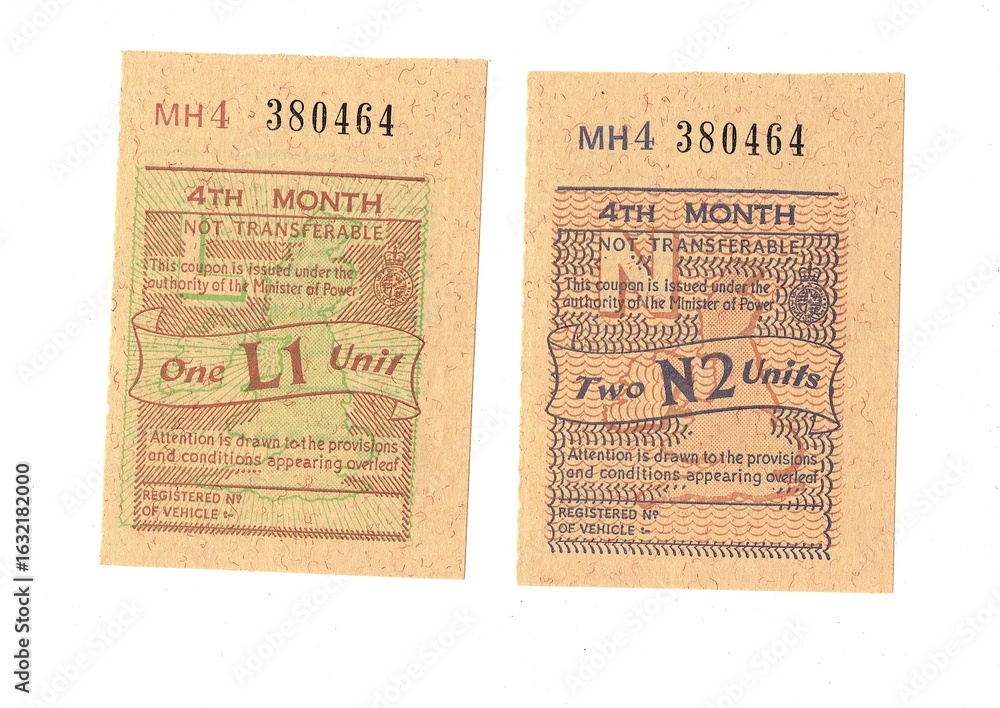 MH4 380464
4TH MONTH
NOT TRANSFERABLE
L
This coupon is issued under the
authority of the Minister of Power
One L1 Unit
Attention is drawn to the provisions
and conditions appearing overleaf
REGISTERED Nº
OF VEHICLE :-
MH4 380464
4TH MONTH
NOT TRANSFERABLE
N
This coupon is issued under the
authority of the Minister of Power
Two N2 Units
Attention is drawn to the provisions
and conditions appearing overleaf
REGISTERED Nº
OF VEHICLE :-
Adobe Stock | #1632182000